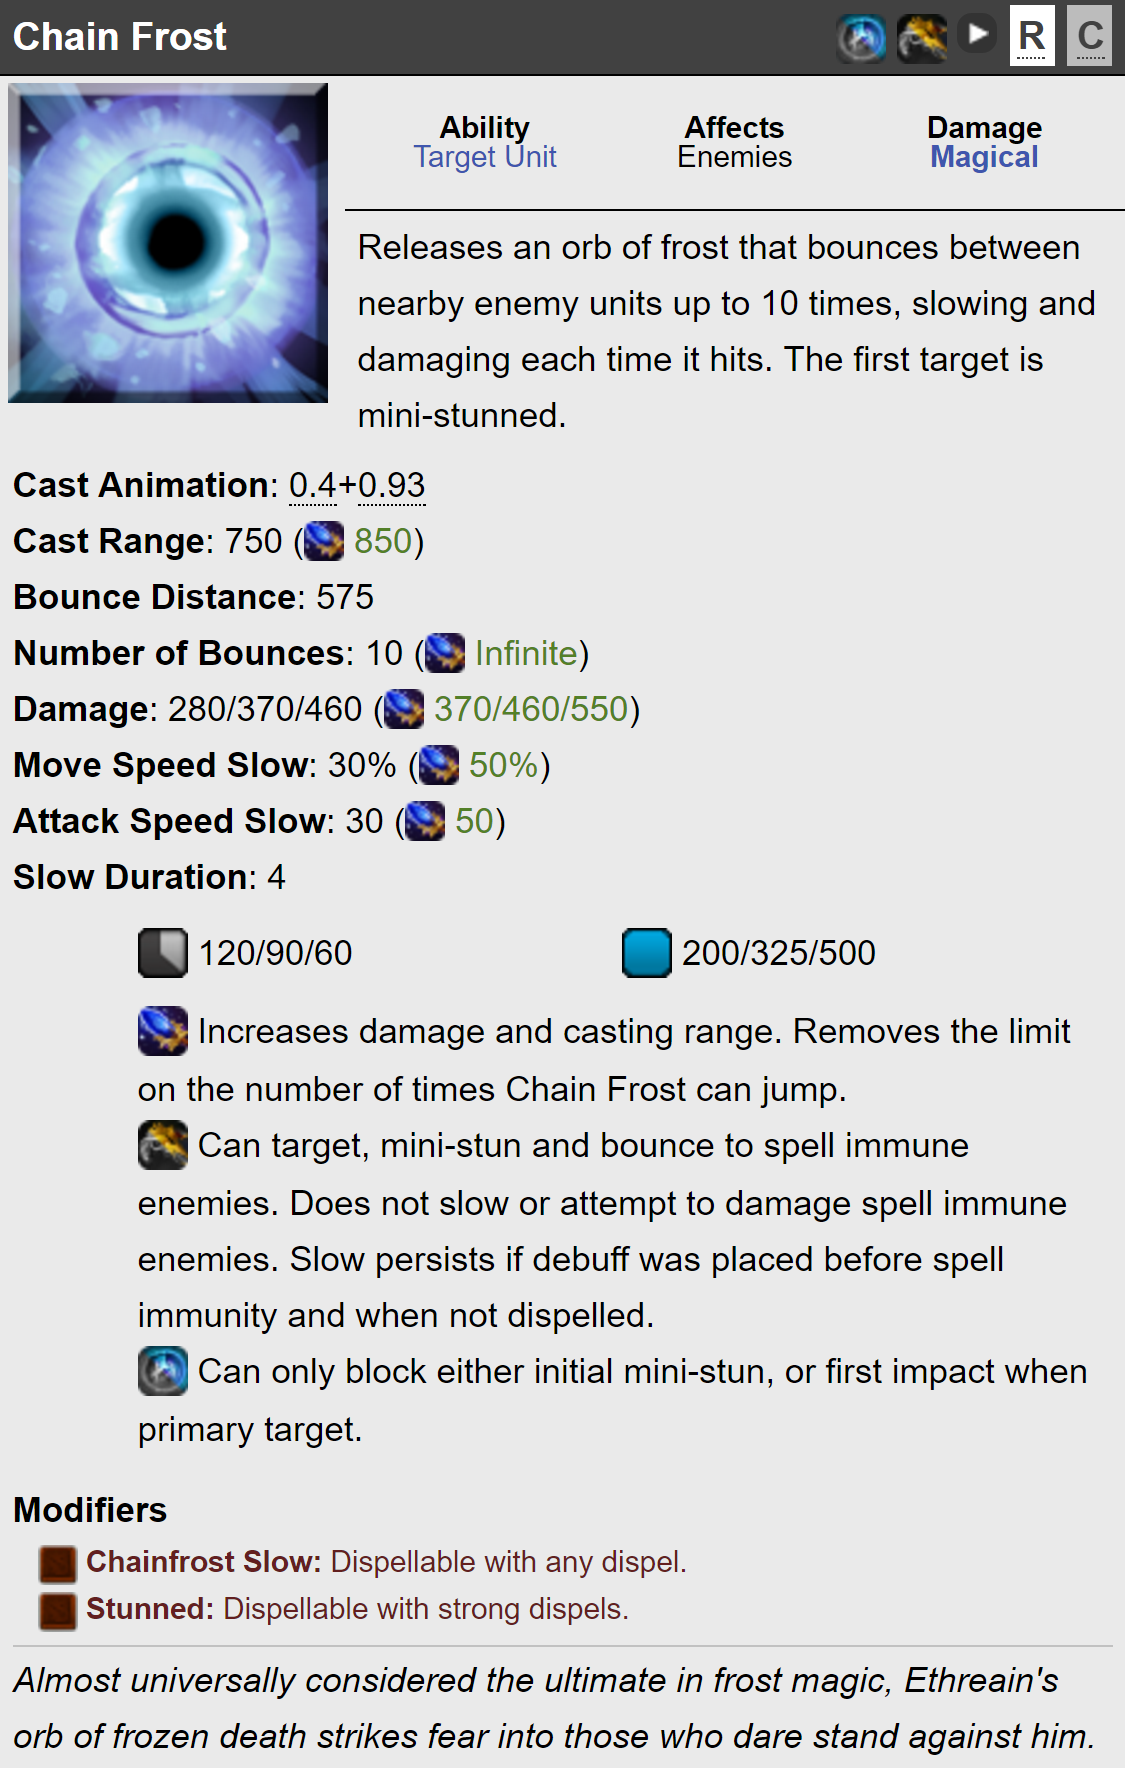 Chain Frost
R
C
Ability
Target Unit
Affects
Enemies
Damage
Magical
Releases an orb of frost that bounces between
nearby enemy units up to 10 times, slowing and
damaging each time it hits. The first target is
mini-stunned.
Cast Animation: 0.4+0.93
Cast Range: 750 (850)
Bounce Distance: 575
Number of Bounces: 10 (Infinite)
Damage: 280/370/460 (370/460/550)
Move Speed Slow: 30% (50%)
Attack Speed Slow: 30 (50)
Slow Duration: 4
120/90/60
200/325/500
Increases damage and casting range. Removes the limit
on the number of times Chain Frost can jump.
Can target, mini-stun and bounce to spell immune
enemies. Does not slow or attempt to damage spell immune
enemies. Slow persists if debuff was placed before spell
immunity and when not dispelled.
Can only block either initial mini-stun, or first impact when
primary target.
Modifiers
Chainfrost Slow: Dispellable with any dispel.
Stunned: Dispellable with strong dispels.
Almost universally considered the ultimate in frost magic, Ethreain's
orb of frozen death strikes fear into those who dare stand against him.